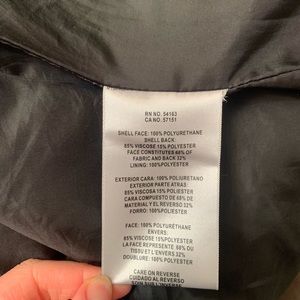 RN NO. 54163
CA NO. 57151
SHELL FACE: 100% POLYURETHANE
SHELL BACK:
85% VISCOSE 15%POLYESTER
FACE CONSTITUTES 68% OF
FABRIC AND BACK 32%
LINING: 100%POLYESTER
EXTERIOR CARA: 100% POLIURETANO
EXTERIOR PARTE ATRAS:
85% VISCOSA 15% POLIESTER
CARA COMPUESTO DE 68% DE
MATERIAL Y EL REVERSO 32%
FORRO: 100%POLIESTER
FACE: 100% POLYURÉTHANE
ENVERS:
85% VISCOSE 15%POLYESTER
LA FACE REPRÉSENTE 68% DU
TISSU ET L'ENVERS 32%
DOUBLURE: 100% POLYESTER
CARE ON REVERSE
CUIDADO AL REVERSO